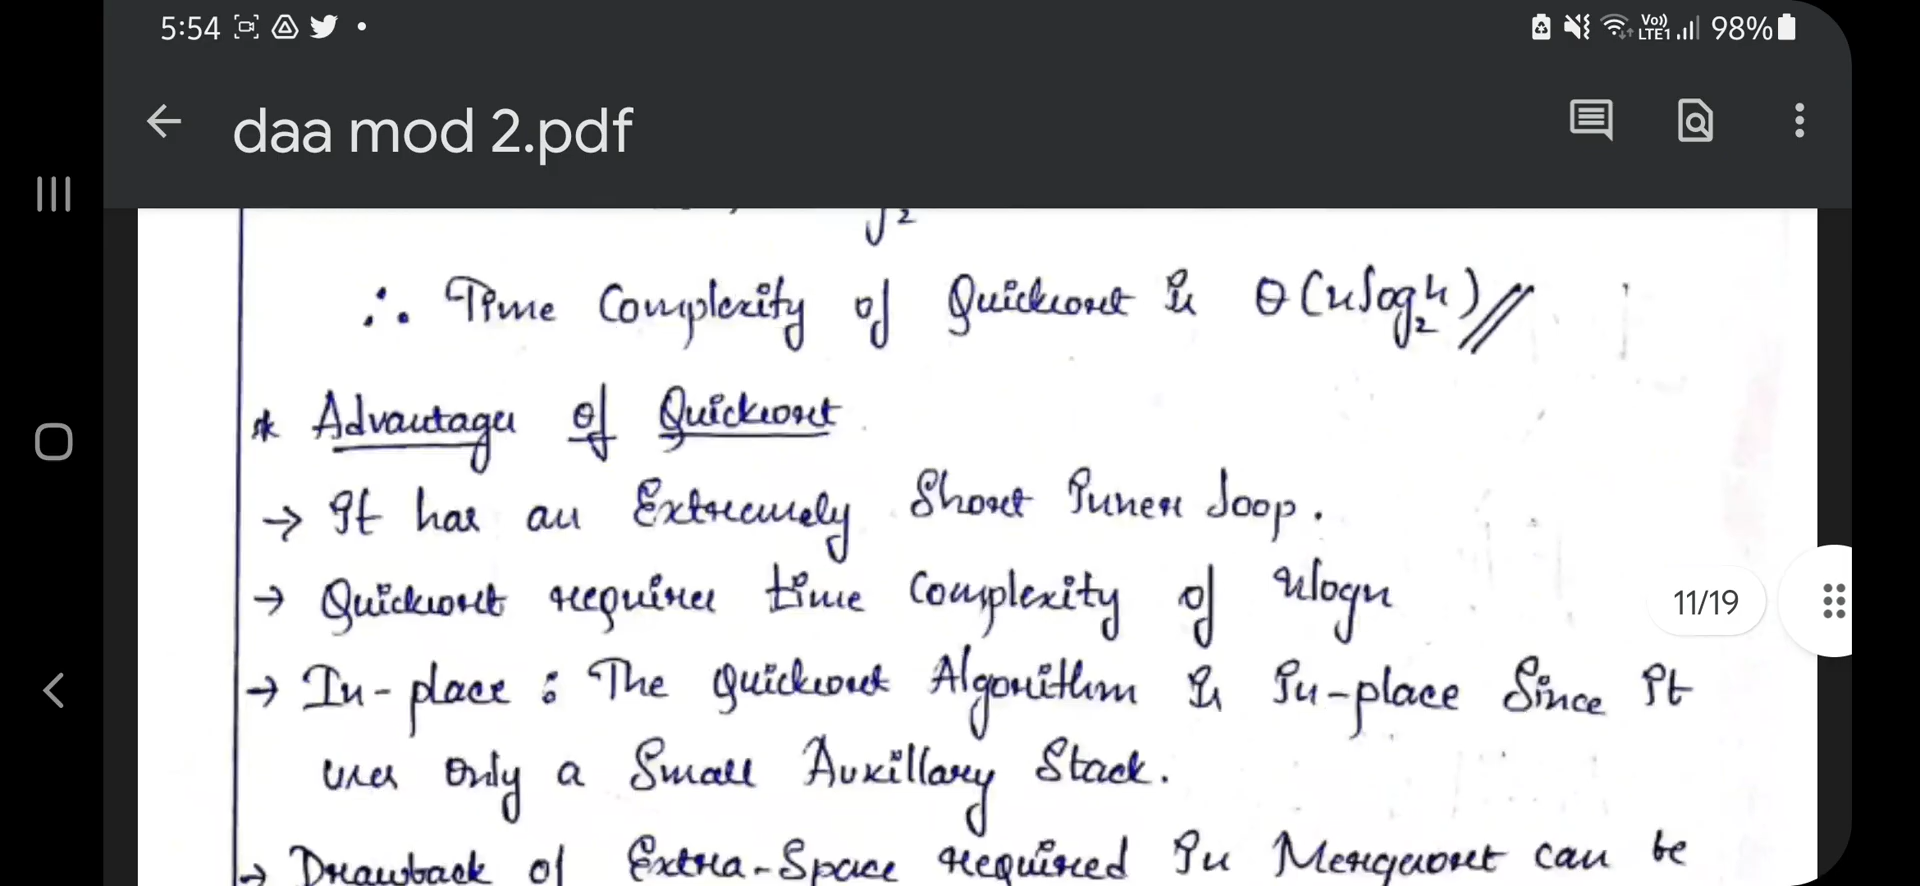 5:54 98%
Vo)) LTE1
daa mod 2.pdf
∴ Time Complexity of Quicksort is Θ(nlog₂n)//
* Advantages of Quicksort
→ It has an Extremely Short Inner loop.
→ Quicksort requires time Complexity of nlogn
11/19
→ In-place : The Quicksort Algorithm is In-place Since It
uses only a Small Auxillary Stack.
→ Drawback of Extra-Space required In Mergesort can be